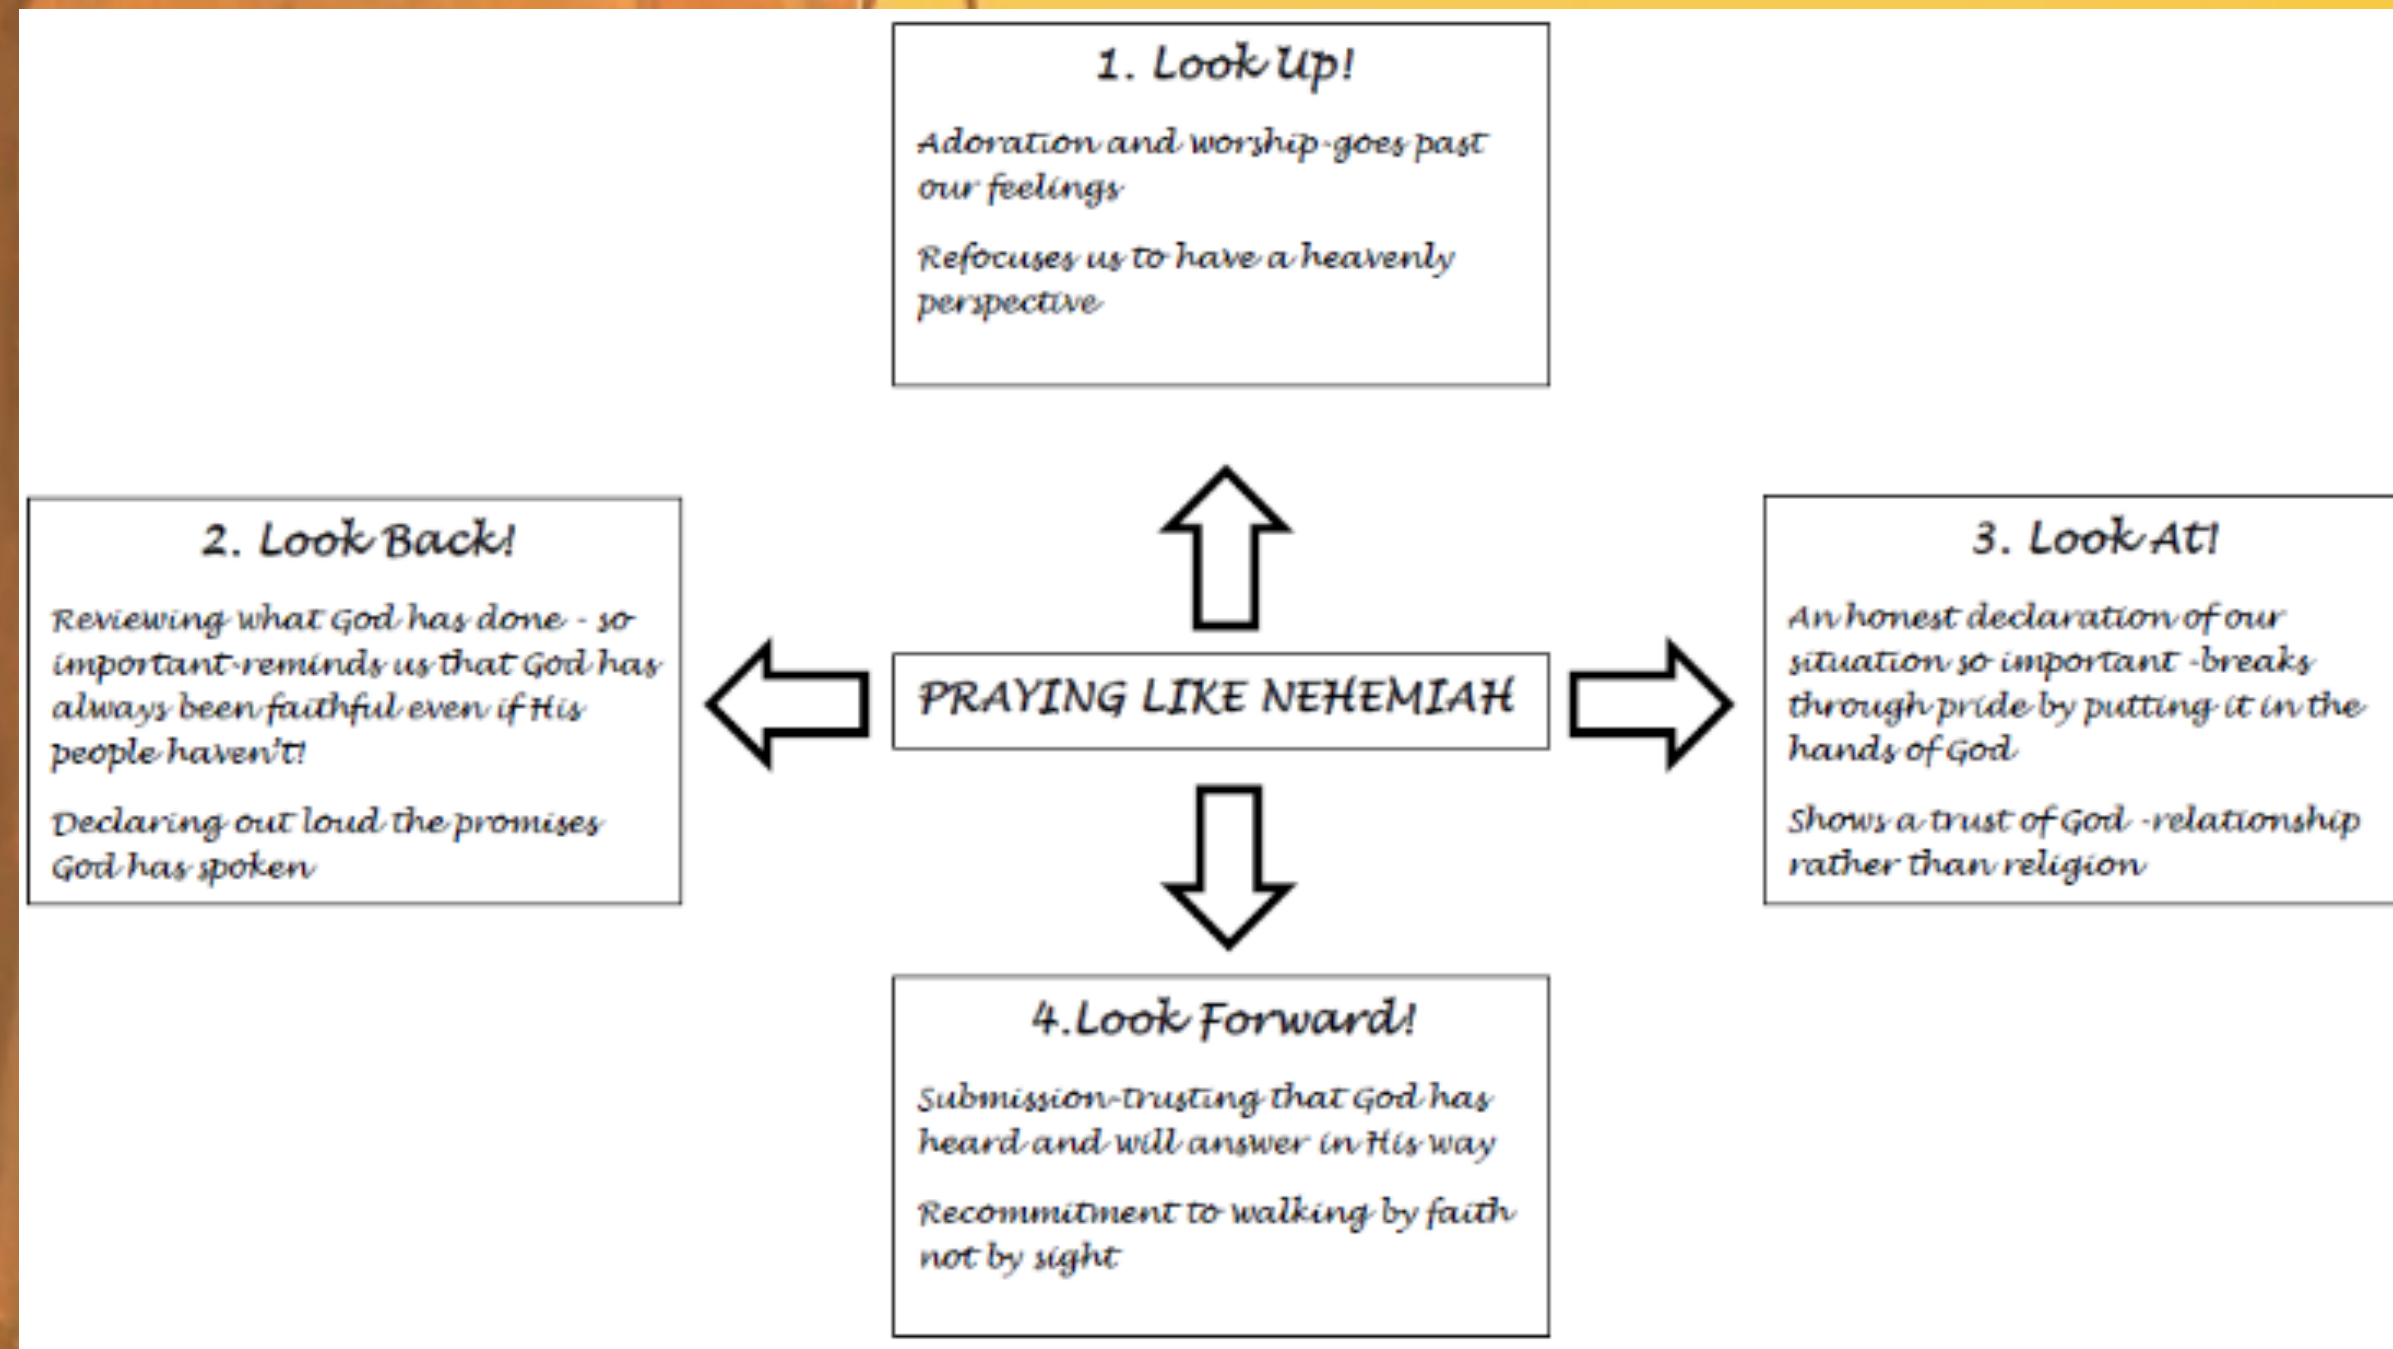 1. Look Up!
Adoration and worship-goes past
our feelings
Refocuses us to have a heavenly
perspective
2. Look Back!
Reviewing what God has done - so
important-reminds us that God has
always been faithful even if His
people haven't!
Declaring out loud the promises
God has spoken
PRAYING LIKE NEHEMIAH
3. Look At!
An honest declaration of our
situation so important -breaks
through pride by putting it in the
hands of God
Shows a trust of God -relationship
rather than religion
4.Look Forward!
Submission-trusting that God has
heard and will answer in His way
Recommitment to walking by faith
not by sight